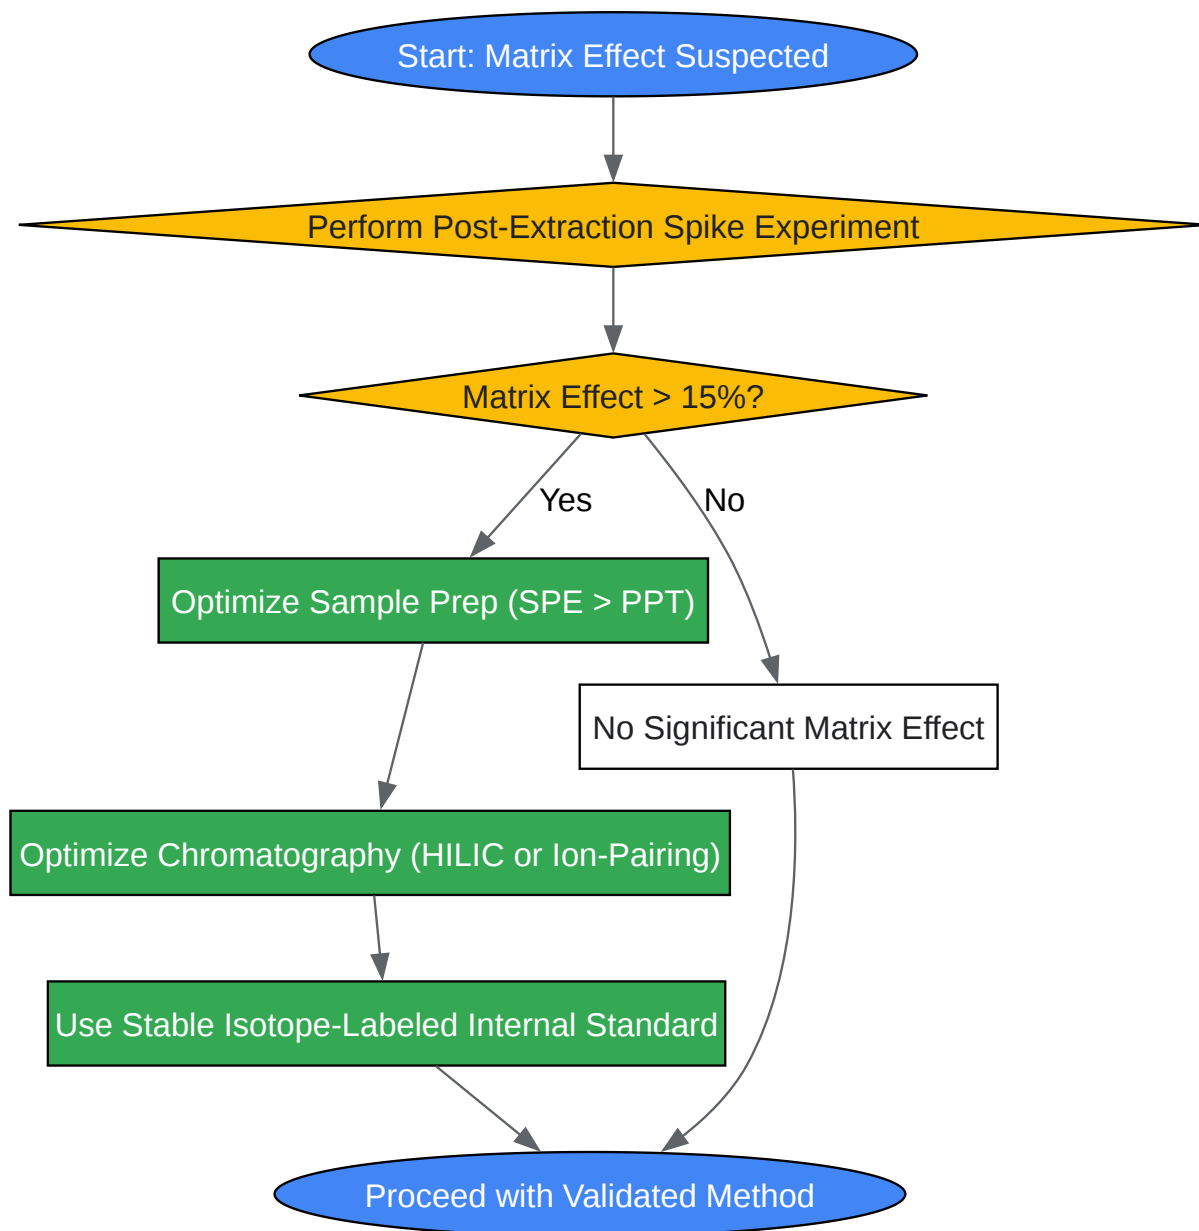 Start: Matrix Effect Suspected
Perform Post-Extraction Spike Experiment
Matrix Effect > 15%?
Yes
No
Optimize Sample Prep (SPE > PPT)
No Significant Matrix Effect
Optimize Chromatography (HILIC or Ion-Pairing)
Use Stable Isotope-Labeled Internal Standard
Proceed with Validated Method